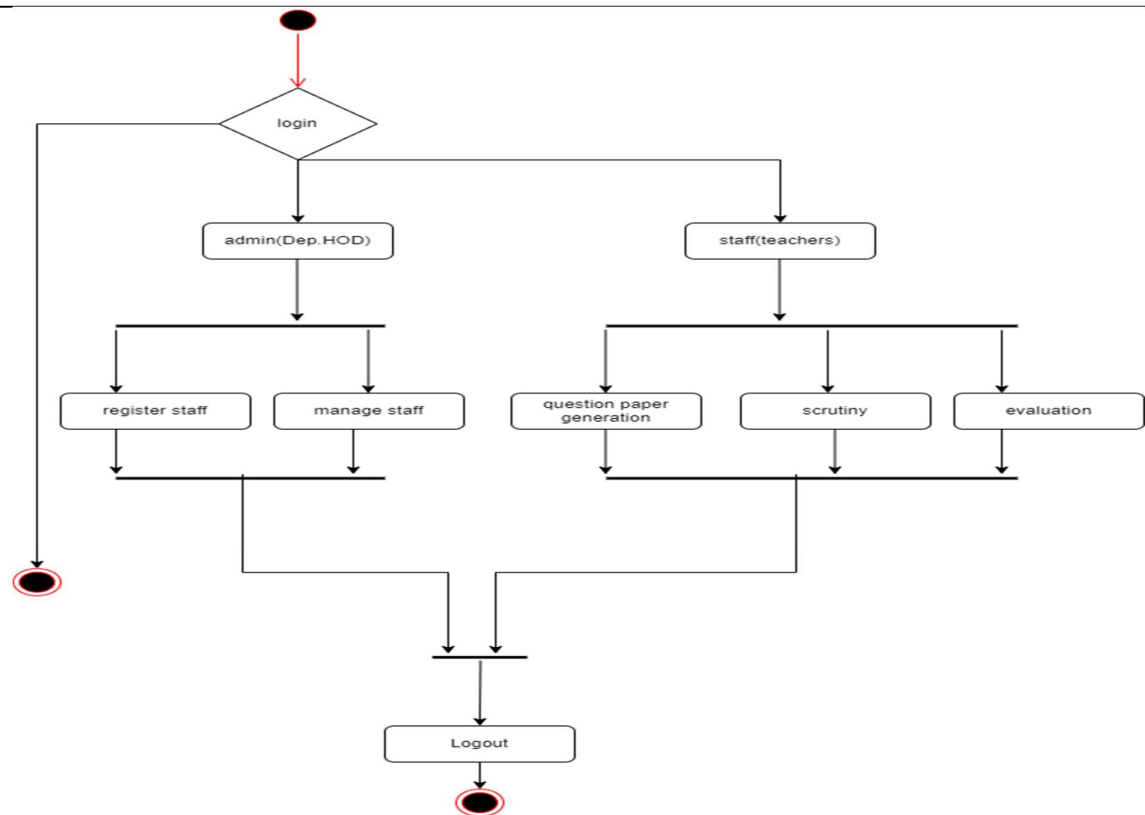 login
admin(Dep.HOD)
staff(teachers)
register staff
manage staff
question paper
generation
scrutiny
evaluation
Logout